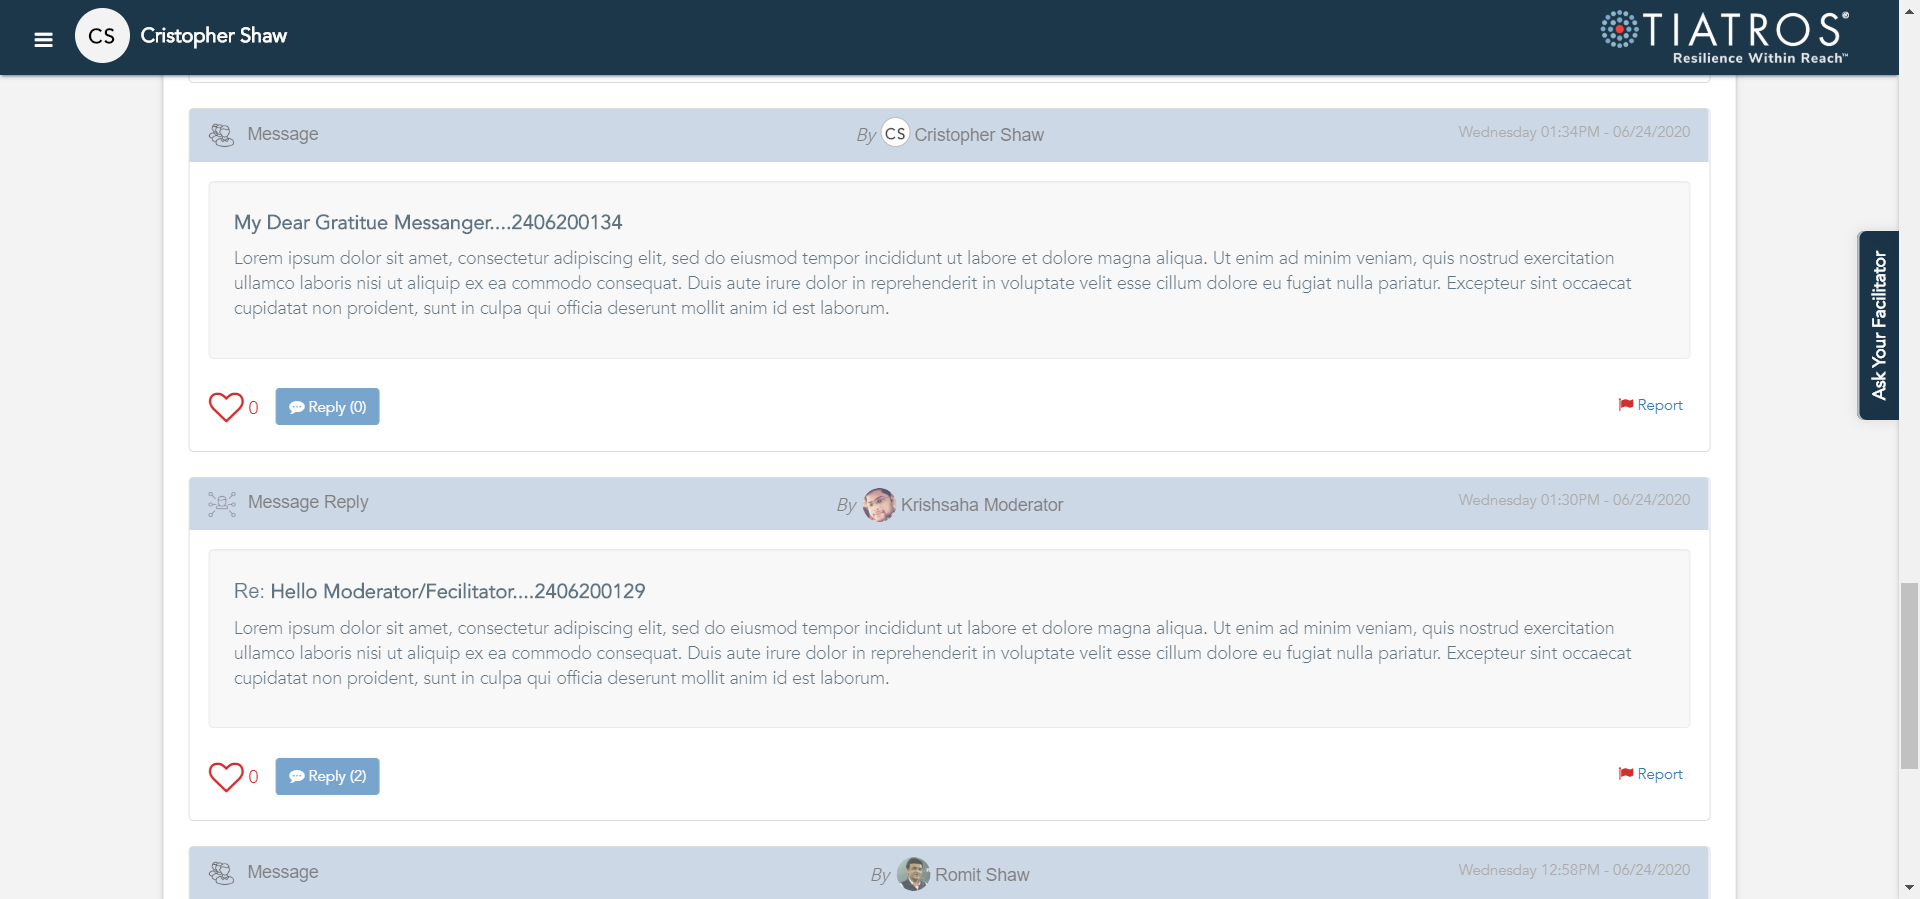 CS Cristopher Shaw
TIATROS®
Resilience Within Reach™
Message By CS Cristopher Shaw Wednesday 01:34PM - 06/24/2020
My Dear Gratitue Messanger....2406200134
Lorem ipsum dolor sit amet, consectetur adipiscing elit, sed do eiusmod tempor incididunt ut labore et dolore magna aliqua. Ut enim ad minim veniam, quis nostrud exercitation
ullamco laboris nisi ut aliquip ex ea commodo consequat. Duis aute irure dolor in reprehenderit in voluptate velit esse cillum dolore eu fugiat nulla pariatur. Excepteur sint occaecat
cupidatat non proident, sunt in culpa qui officia deserunt mollit anim id est laborum.
0 Reply (0) Report
Ask Your Facilitator
Message Reply By Krishsaha Moderator Wednesday 01:30PM - 06/24/2020
Re: Hello Moderator/Fecilitator....2406200129
Lorem ipsum dolor sit amet, consectetur adipiscing elit, sed do eiusmod tempor incididunt ut labore et dolore magna aliqua. Ut enim ad minim veniam, quis nostrud exercitation
ullamco laboris nisi ut aliquip ex ea commodo consequat. Duis aute irure dolor in reprehenderit in voluptate velit esse cillum dolore eu fugiat nulla pariatur. Excepteur sint occaecat
cupidatat non proident, sunt in culpa qui officia deserunt mollit anim id est laborum.
0 Reply (2) Report
Message By Romit Shaw Wednesday 12:58PM - 06/24/2020